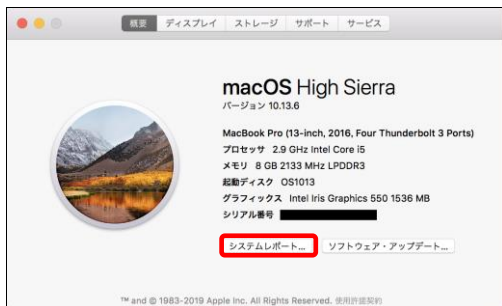 概要 ディスプレイ ストレージ サポート サービス
macOS High Sierra
バージョン 10.13.6
MacBook Pro (13-inch, 2016, Four Thunderbolt 3 Ports)
プロセッサ 2.9 GHz Intel Core i5
メモリ 8 GB 2133 MHz LPDDR3
起動ディスク OS1013
グラフィックス Intel Iris Graphics 550 1536 MB
シリアル番号
システムレポート... ソフトウェア・アップデート...
™ and © 1983-2019 Apple Inc. All Rights Reserved. 使用許諾契約